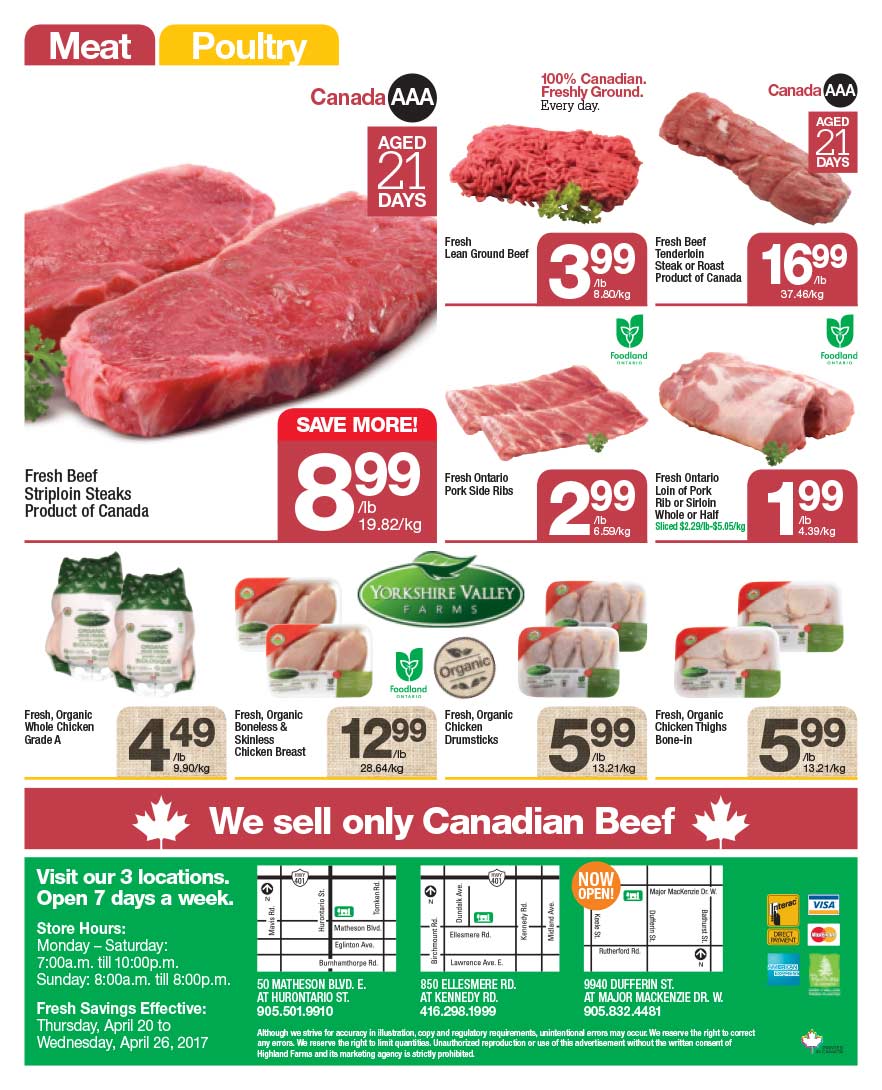 Meat
Poultry
Canada AAA
AGED
21
DAYS
SAVE MORE!
Fresh Beef
Striploin Steaks
Product of Canada
8.99
/lb
19.82/kg
100% Canadian.
Freshly Ground.
Every day.
Fresh
Lean Ground Beef
3.99
/lb
8.80/kg
Canada AAA
AGED
21
DAYS
Fresh Beef
Tenderloin
Steak or Roast
Product of Canada
16.99
/lb
37.46/kg
Foodland
ONTARIO
Fresh Ontario
Pork Side Ribs
2.99
/lb
6.59/kg
Foodland
ONTARIO
Fresh Ontario
Loin of Pork
Rib or Sirloin
Whole or Half
Sliced $2.29/lb-$5.05/kg
1.99
/lb
4.39/kg
YORKSHIRE VALLEY
FARMS
Foodland
ONTARIO
Organic
ORGANIC
BIOLOGIQUE
Fresh, Organic
Whole Chicken
Grade A
4.49
/lb
9.90/kg
Fresh, Organic
Boneless &
Skinless
Chicken Breast
12.99
/lb
28.64/kg
Fresh, Organic
Chicken
Drumsticks
5.99
/lb
13.21/kg
Fresh, Organic
Chicken Thighs
Bone-In
5.99
/lb
13.21/kg
We sell only Canadian Beef
Visit our 3 locations.
Open 7 days a week.
Store Hours:
Monday – Saturday:
7:00a.m. till 10:00p.m.
Sunday: 8:00a.m. till 8:00p.m.
Fresh Savings Effective:
Thursday, April 20 to
Wednesday, April 26, 2017
HWY
401
N
Mavis Rd.
Hurontario St.
Tomken Rd.
Matheson Blvd.
Eglinton Ave.
Burnhamthorpe Rd.
50 MATHESON BLVD. E.
AT HURONTARIO ST.
905.501.9910
HWY
401
N
Birchmount Rd.
Dundalk Ave.
Kennedy Rd.
Midland Ave.
Ellesmere Rd.
Lawrence Ave. E.
850 ELLESMERE RD.
AT KENNEDY RD.
416.298.1999
NOW
OPEN!
Major MacKenzie Dr. W.
Keele St.
Dufferin St.
Bathurst St.
N
Rutherford Rd.
9940 DUFFERIN ST.
AT MAJOR MACKENZIE DR. W.
905.832.4481
Interac
DIRECT
PAYMENT
VISA
MasterCard
AMERICAN
EXPRESS
Although we strive for accuracy in illustration, copy and regulatory requirements, unintentional errors may occur. We reserve the right to correct
any errors. We reserve the right to limit quantities. Unauthorized reproduction or use of this advertisement without the written consent of
Highland Farms and its marketing agency is strictly prohibited.
PRINTED
IN CANADA